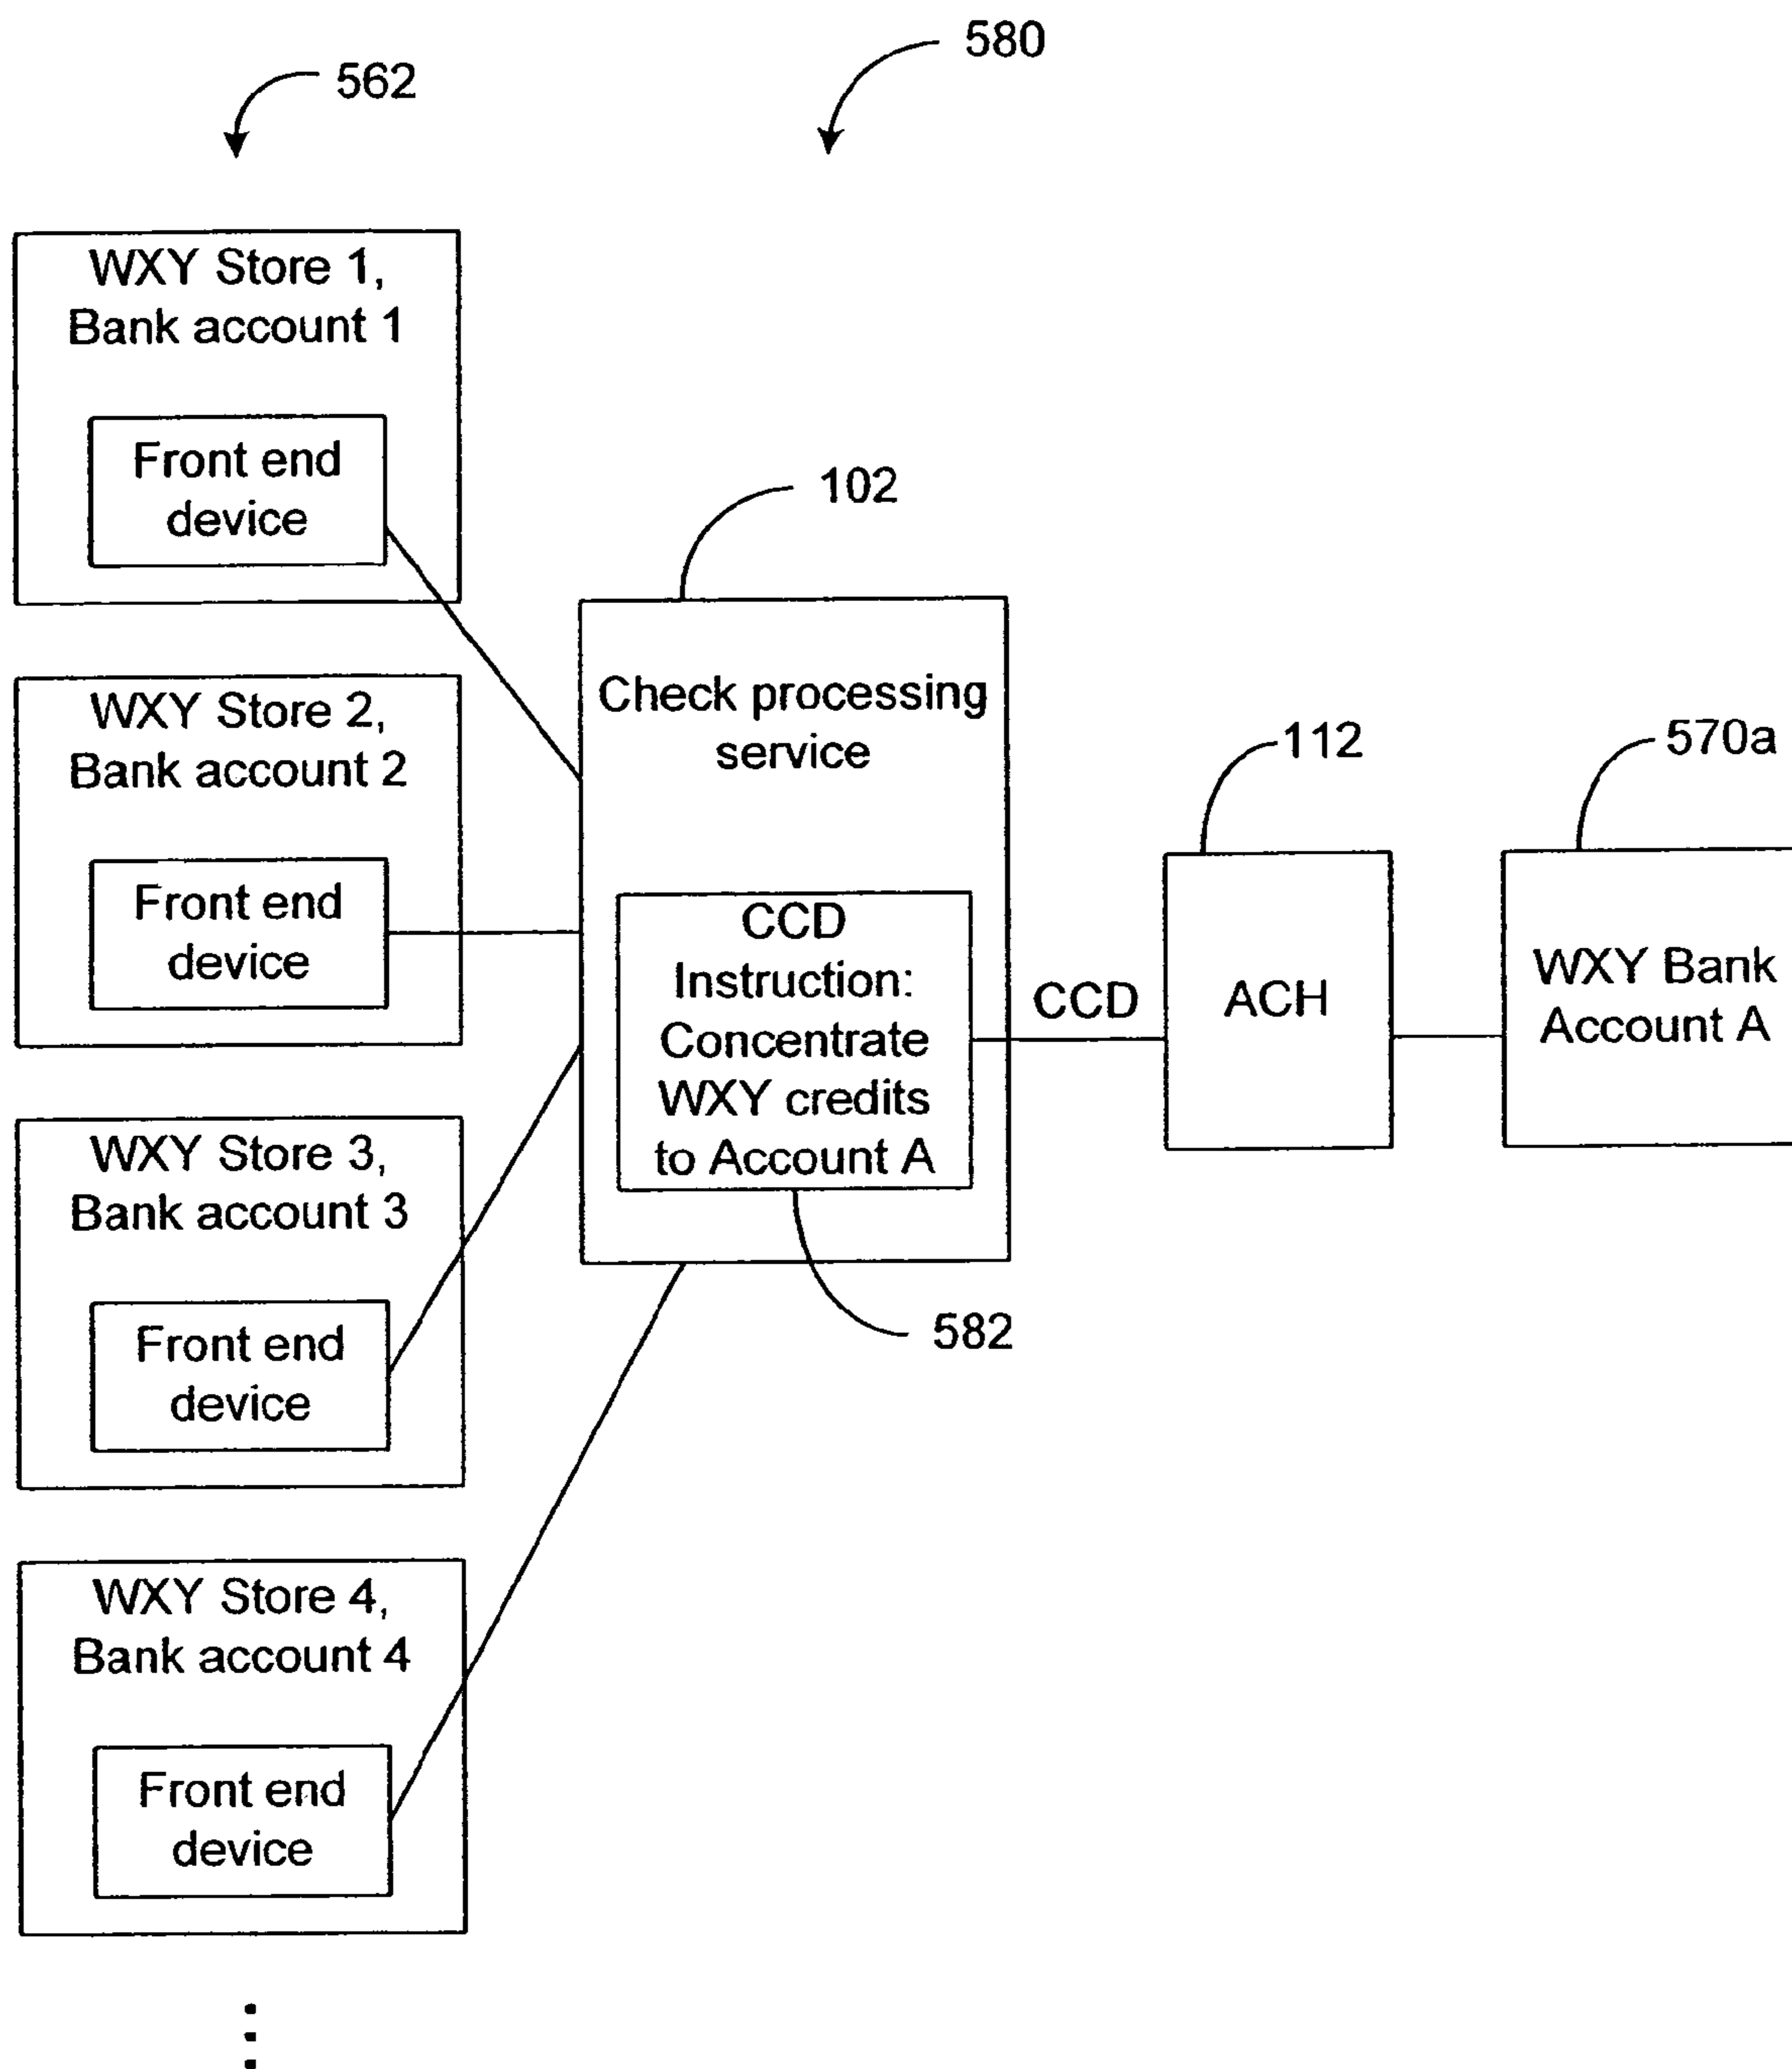 580
562
WXY Store 1,
Bank account 1
Front end
device
102
Check processing
service
WXY Store 2,
Bank account 2
Front end
device
112
570a
CCD
Instruction:
Concentrate
WXY credits
to Account A
CCD
ACH
WXY Bank
Account A
582
WXY Store 3,
Bank account 3
Front end
device
WXY Store 4,
Bank account 4
Front end
device